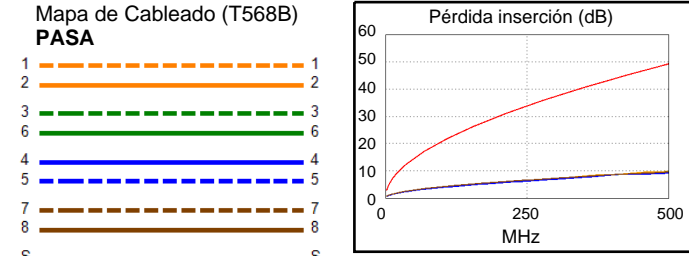 Mapa de Cableado (T568B)
PASA
1 1
2 2
3 3
6 6
4 4
5 5
7 7
8 8
S S
Pérdida inserción (dB)
60
50
40
30
20
10
0
0 250 500
MHz